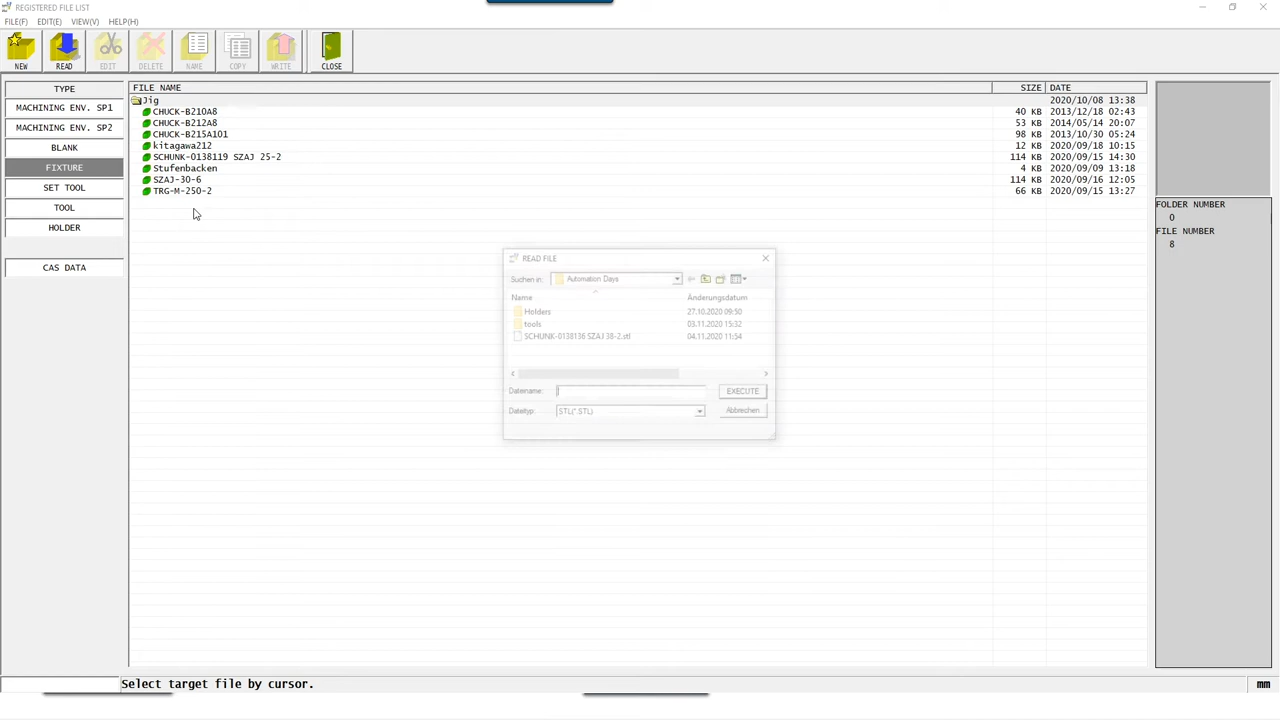 REGISTERED FILE LIST
FILE(F) EDIT(E) VIEW(V) HELP(H)
NEW READ EDIT DELETE NAME COPY WRITE CLOSE
TYPE
MACHINING ENV. SP1
MACHINING ENV. SP2
BLANK
FIXTURE
SET TOOL
TOOL
HOLDER
CAS DATA
FILE NAME SIZE DATE
Jig 2020/10/08 13:38
CHUCK-B210A8 40 KB 2013/12/18 02:43
CHUCK-B212A8 53 KB 2014/05/14 20:07
CHUCK-B215A101 98 KB 2013/10/30 05:24
kitagawa212 12 KB 2020/09/18 10:15
SCHUNK-0138119 SZAJ 25-2 114 KB 2020/09/15 14:30
Stufenbacken 4 KB 2020/09/09 13:18
SZAJ-30-6 114 KB 2020/09/16 12:05
TRG-M-250-2 66 KB 2020/09/15 13:27
READ FILE
Suchen in: Automation Days
Name Änderungsdatum
Holders 27.10.2020 09:50
tools 03.11.2020 15:32
SCHUNK-0138136 SZAJ 38-2.stl 04.11.2020 11:54
Dateiname: EXECUTE
Dateityp: STL(*.STL) Abbrechen
FOLDER NUMBER
0
FILE NUMBER
8
Select target file by cursor. mm